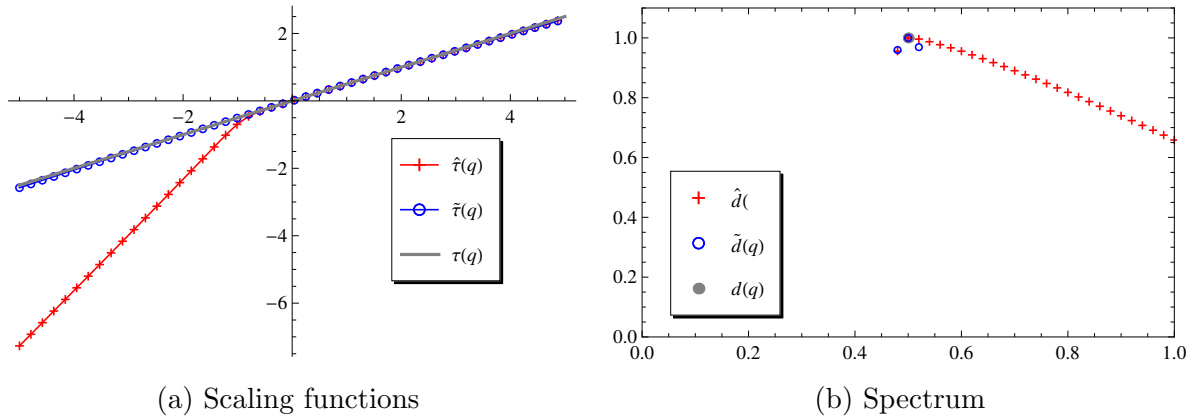 2
−4
−2
2
4
−2
−4
−6
τ̂(q)
τ̃(q)
τ(q)
1.0
0.8
0.6
0.4
0.2
0.0
0.0
0.2
0.4
0.6
0.8
1.0
d̂(
d̃(q)
d(q)
(a) Scaling functions
(b) Spectrum